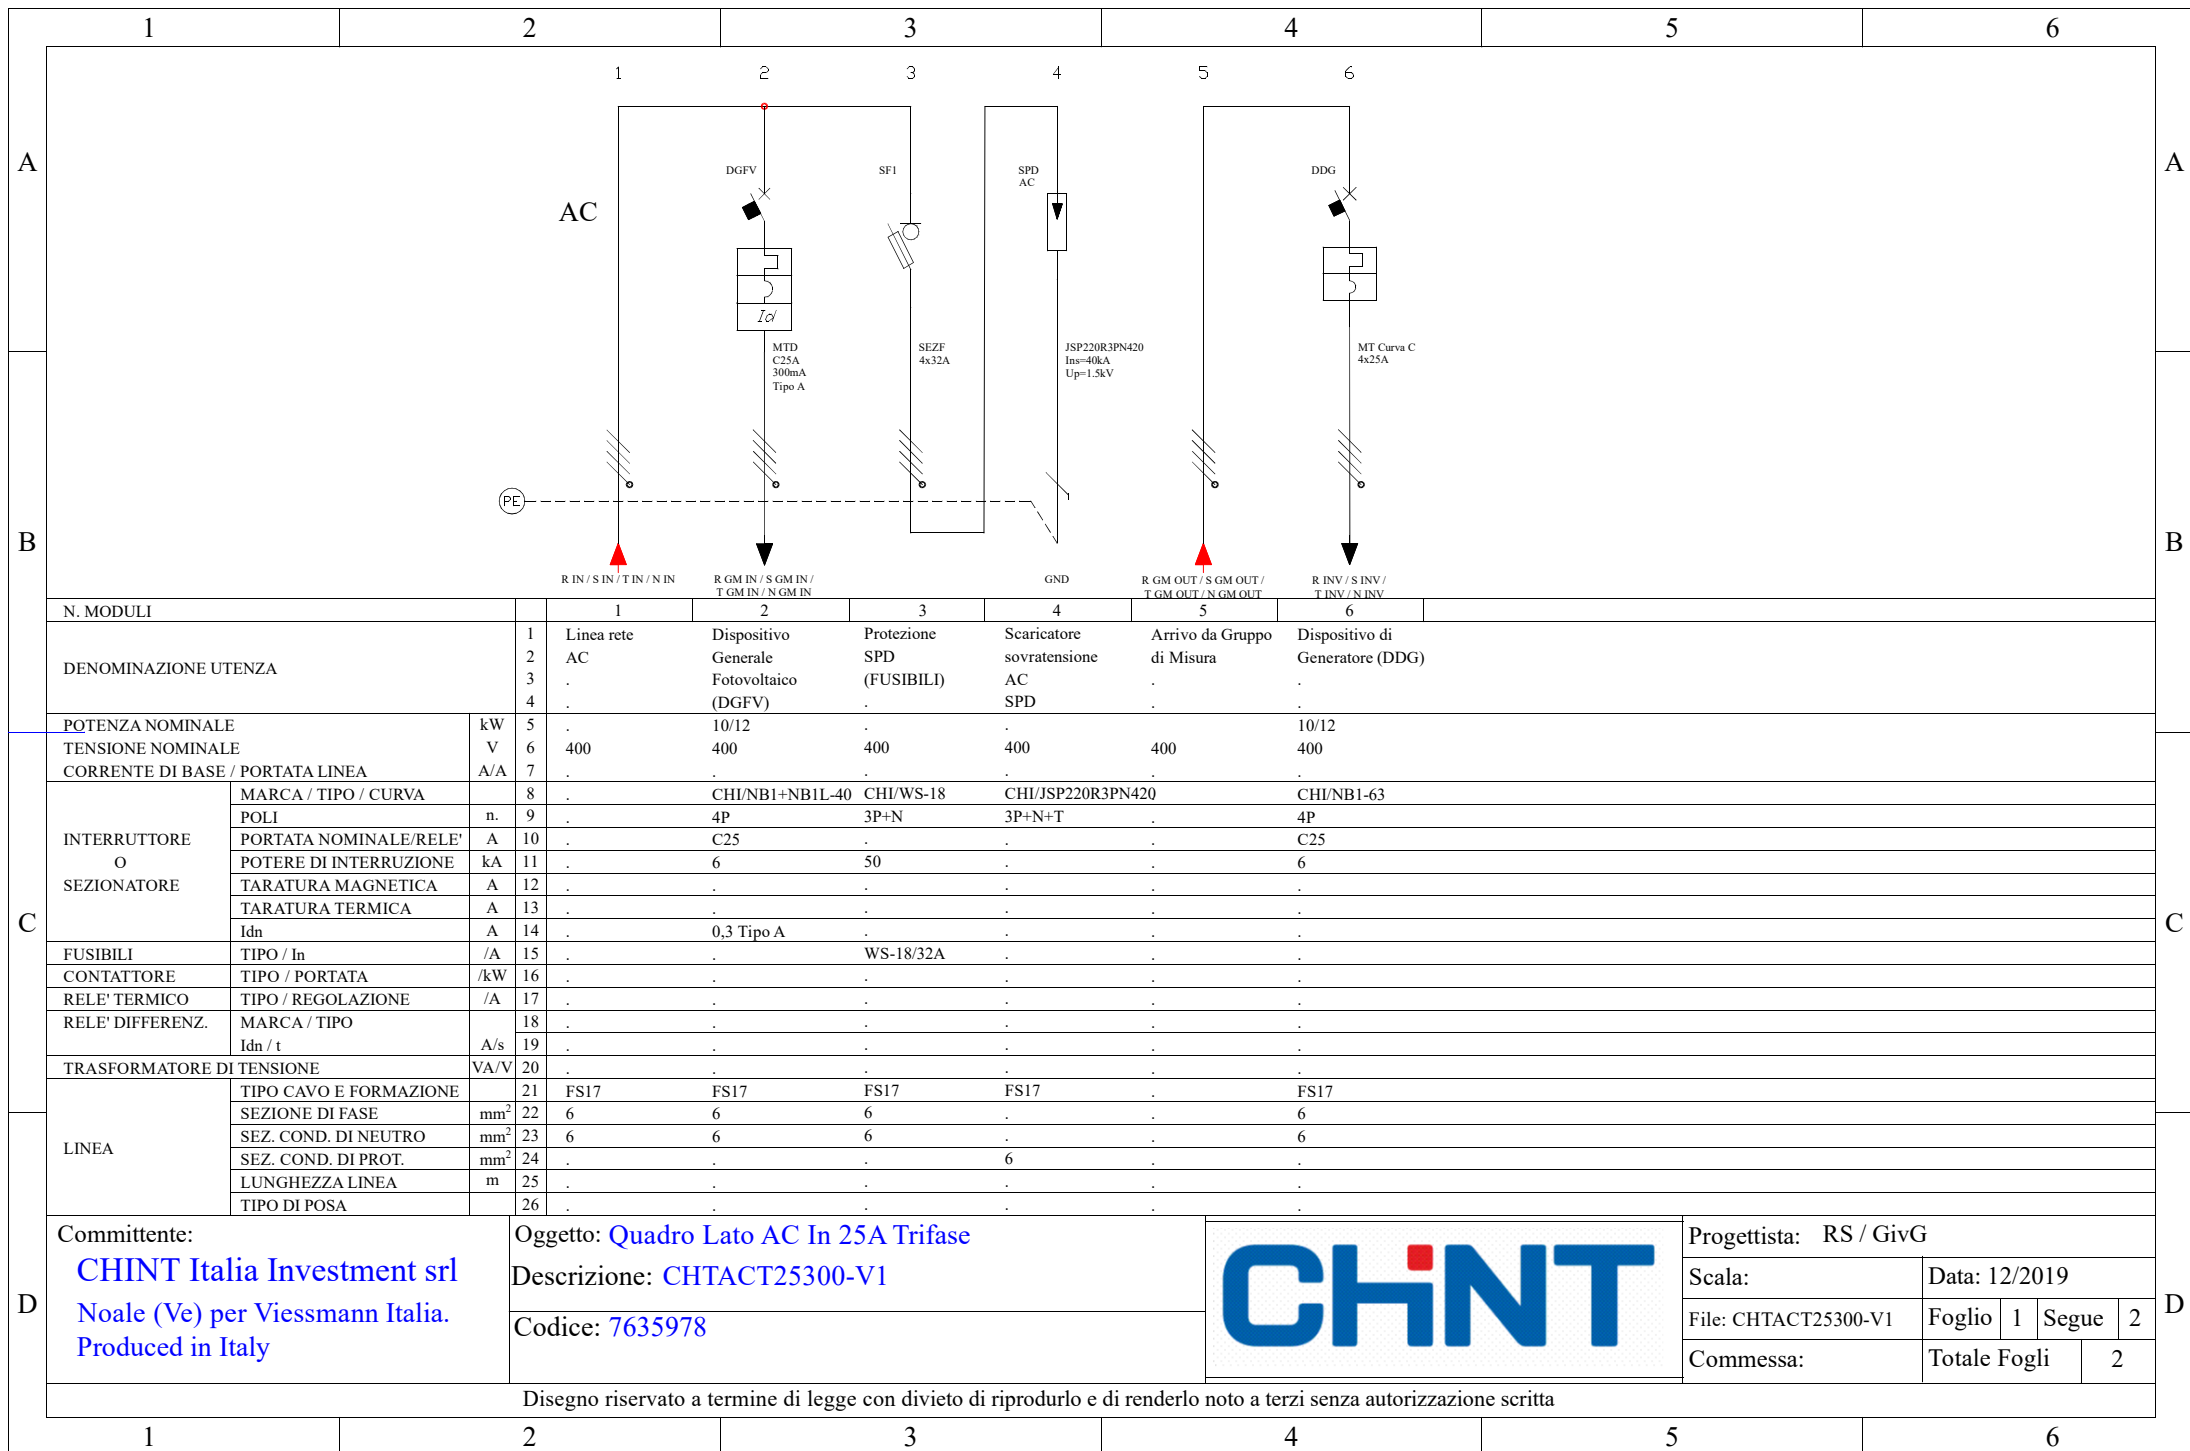 1 2 3 4 5 6
1 2 3 4 5 6
A A
DGFV SF1 SPD DDG
AC
AC
Id
MTD SEZF JSP220R3PN420 MT Curva C
C25A 4x32A Ins=40kA 4x25A
300mA Up=1.5kV
Tipo A
PE
B B
R IN / S IN / T IN / N IN R GM IN / S GM IN / GND R GM OUT / S GM OUT / R INV / S INV /
T GM IN / N GM IN T GM OUT / N GM OUT T INV / N INV
N. MODULI 1 2 3 4 5 6
DENOMINAZIONE UTENZA
1 Linea rete Dispositivo Protezione Scaricatore Arrivo da Gruppo Dispositivo di
2 AC Generale SPD sovratensione di Misura Generatore (DDG)
3 . Fotovoltaico (FUSIBILI) AC . .
4 . (DGFV) . SPD . .
POTENZA NOMINALE kW 5 . 10/12 . . 10/12
TENSIONE NOMINALE V 6 400 400 400 400 400 400
CORRENTE DI BASE / PORTATA LINEA A/A 7 . . . . . .
INTERRUTTORE
O
SEZIONATORE
MARCA / TIPO / CURVA 8 . CHI/NB1+NB1L-40 CHI/WS-18 CHI/JSP220R3PN420 . CHI/NB1-63
POLI n. 9 . 4P 3P+N 3P+N+T . 4P
PORTATA NOMINALE/RELE' A 10 . C25 . . . C25
POTERE DI INTERRUZIONE kA 11 . 6 50 . . 6
TARATURA MAGNETICA A 12 . . . . . .
TARATURA TERMICA A 13 . . . . . .
Idn A 14 . 0,3 Tipo A . . . .
FUSIBILI TIPO / In /A 15 . . WS-18/32A . . .
CONTATTORE TIPO / PORTATA /kW 16 . . . . . .
RELE' TERMICO TIPO / REGOLAZIONE /A 17 . . . . . .
RELE' DIFFERENZ. MARCA / TIPO 18 . . . . . .
Idn / t A/s 19 . . . . . .
TRASFORMATORE DI TENSIONE VA/V 20 . . . . . .
LINEA
TIPO CAVO E FORMAZIONE 21 FS17 FS17 FS17 FS17 . FS17
SEZIONE DI FASE mm² 22 6 6 6 . . 6
SEZ. COND. DI NEUTRO mm² 23 6 6 6 . . 6
SEZ. COND. DI PROT. mm² 24 . . . 6 . .
LUNGHEZZA LINEA m 25 . . . . . .
TIPO DI POSA 26 . . . . . .
C C
D D
Committente:
CHINT Italia Investment srl
Noale (Ve) per Viessmann Italia.
Produced in Italy
Oggetto: Quadro Lato AC In 25A Trifase
Descrizione: CHTACT25300-V1
Codice: 7635978
CHINT
Progettista: RS / GivG
Scala: Data: 12/2019
File: CHTACT25300-V1 Foglio 1 Segue 2
Commessa: Totale Fogli 2
Disegno riservato a termine di legge con divieto di riprodurlo e di renderlo noto a terzi senza autorizzazione scritta
1 2 3 4 5 6